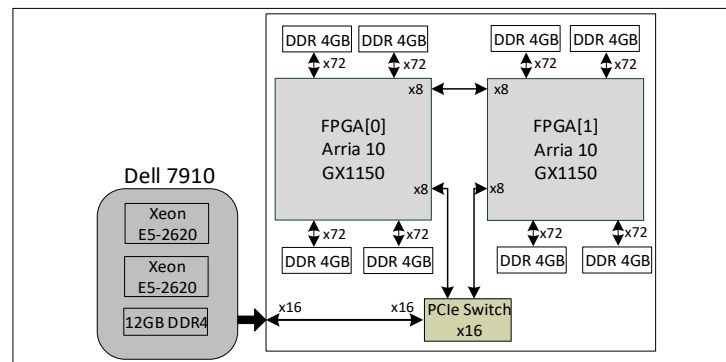 DDR 4GB
DDR 4GB
DDR 4GB
DDR 4GB
x72
x72
x72
x72
x8
x8
FPGA[0]
Arria 10
GX1150
FPGA[1]
Arria 10
GX1150
x8
x8
x72
x72
x72
x72
DDR 4GB
DDR 4GB
DDR 4GB
DDR 4GB
Dell 7910
Xeon
E5-2620
Xeon
E5-2620
12GB DDR4
x16
x16
PCIe Switch
x16